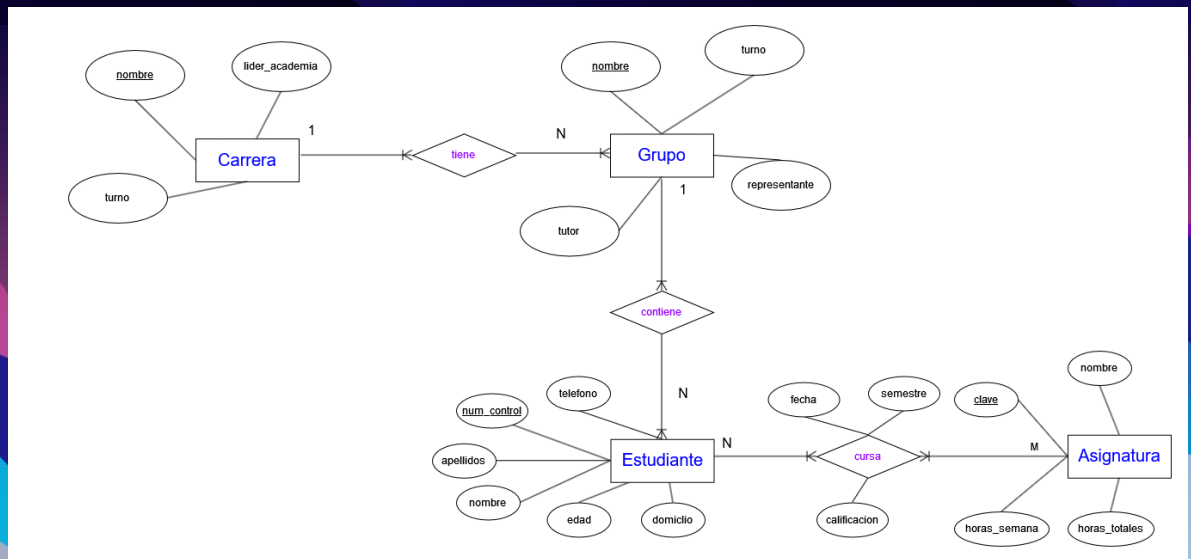 turno
nombre
lider_academia
nombre
1
N
tiene
Carrera
Grupo
1
turno
representante
tutor
contiene
nombre
telefono
N
fecha
semestre
clave
num_control
N
M
apellidos
Estudiante
cursa
Asignatura
nombre
edad
domiclio
calificacion
horas_semana
horas_totales